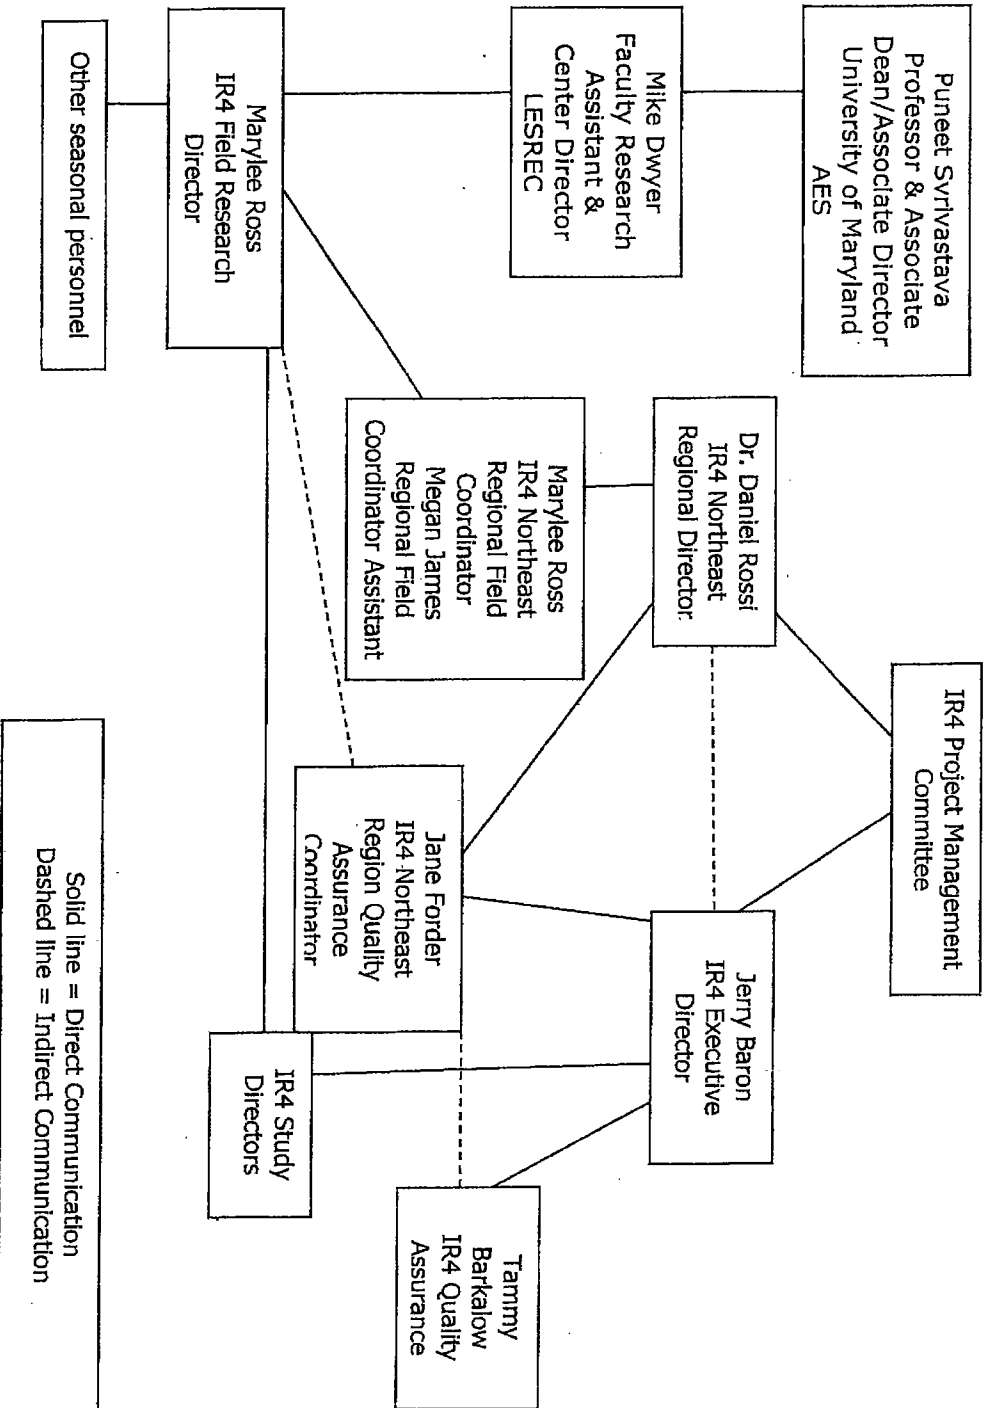 Puneet Svrivastava
Professor & Associate
Dean/Associate Director
University of Maryland
AES
Mike Dwyer
Faculty Research
Assistant &
Center Director
LESREC
Marylee Ross
IR4 Field Research
Director
Other seasonal personnel
Dr. Daniel Rossi
IR4 Northeast
Regional Director
Marylee Ross
IR4 Northeast
Regional Field
Coordinator
Megan James
Regional Field
Coordinator Assistant
IR4 Project Management
Committee
Jerry Baron
IR4 Executive
Director
Jane Forder
IR4-Northeast
Region Quality
Assurance
Coordinator
IR4 Study
Directors
Tammy
Barkalow
IR4 Quality
Assurance
Solid line = Direct Communication
Dashed line = Indirect Communication